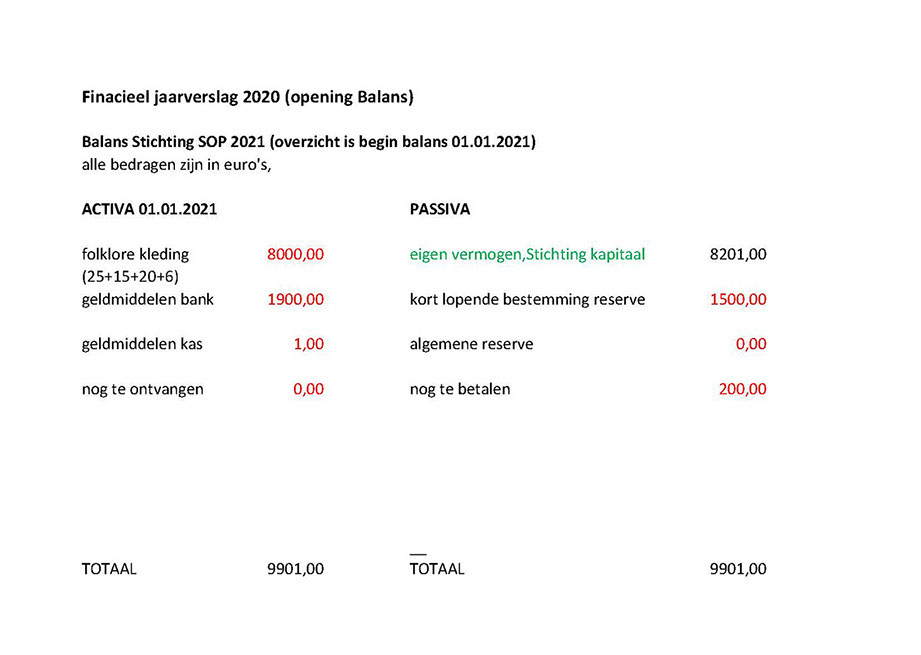 Finacieel jaarverslag 2020 (opening Balans)
Balans Stichting SOP 2021 (overzicht is begin balans 01.01.2021)
alle bedragen zijn in euro's,
ACTIVA 01.01.2021 PASSIVA
folklore kleding 8000,00 eigen vermogen,Stichting kapitaal 8201,00
(25+15+20+6)
geldmiddelen bank 1900,00 kort lopende bestemming reserve 1500,00
geldmiddelen kas 1,00 algemene reserve 0,00
nog te ontvangen 0,00 nog te betalen 200,00
TOTAAL 9901,00 TOTAAL 9901,00